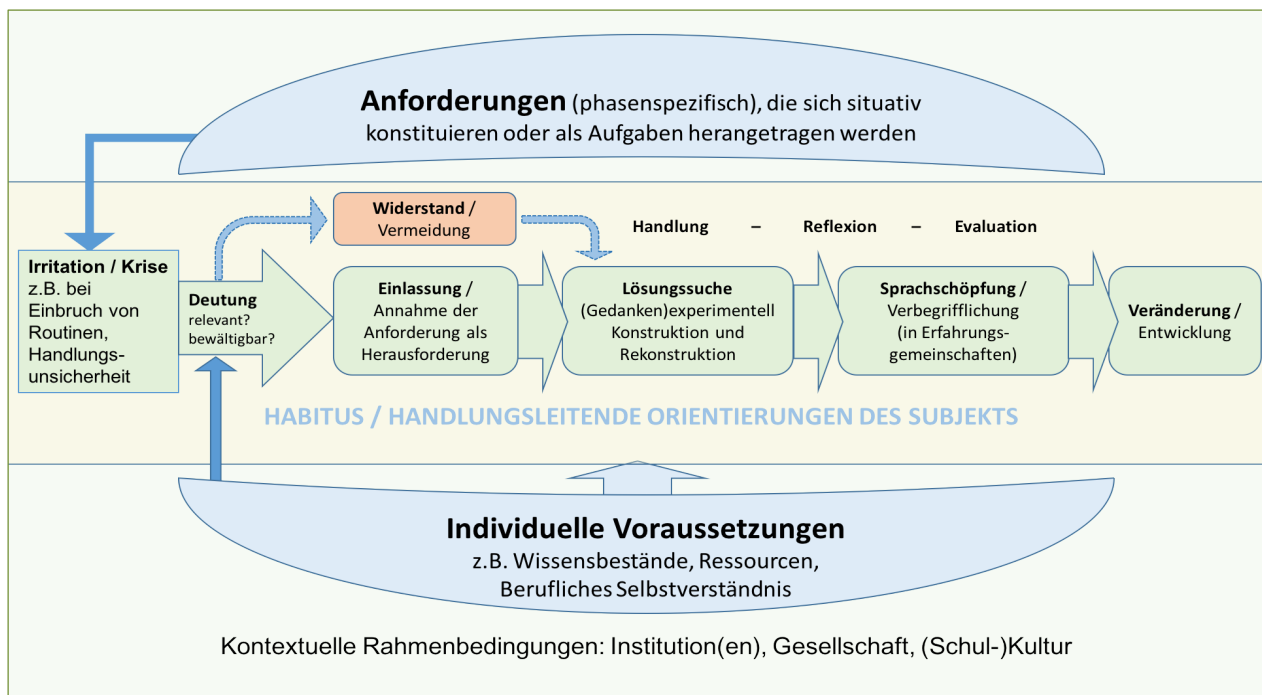 Anforderungen (phasenspezifisch), die sich situativ
konstituieren oder als Aufgaben herangetragen werden
Widerstand /
Vermeidung
Handlung – Reflexion – Evaluation
Irritation / Krise
z.B. bei
Einbruch von
Routinen,
Handlungs-
unsicherheit
Deutung
relevant?
bewältigbar?
Einlassung /
Annahme der
Anforderung als
Herausforderung
Lösungssuche
(Gedanken)experimentell
Konstruktion und
Rekonstruktion
Sprachschöpfung /
Verbegrifflichung
(in Erfahrungs-
gemeinschaften)
Veränderung /
Entwicklung
HABITUS / HANDLUNGSLEITENDE ORIENTIERUNGEN DES SUBJEKTS
Individuelle Voraussetzungen
z.B. Wissensbestände, Ressourcen,
Berufliches Selbstverständnis
Kontextuelle Rahmenbedingungen: Institution(en), Gesellschaft, (Schul-)Kultur